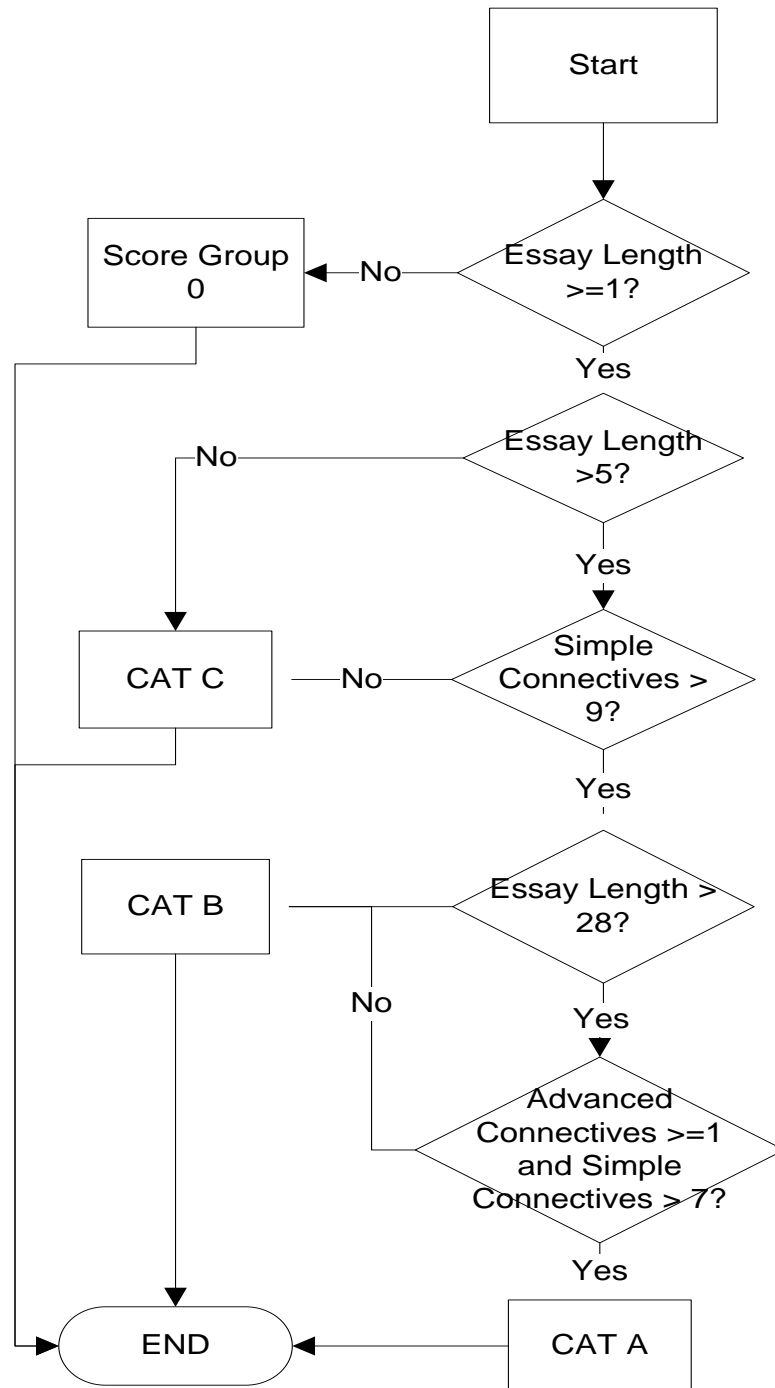 Start
Essay Length
>=1?
No
Score Group
0
Yes
Essay Length
>5?
No
Yes
Simple
Connectives >
9?
No
CAT C
Yes
Essay Length >
28?
CAT B
No
Yes
Advanced
Connectives >=1
and Simple
Connectives > 7?
Yes
CAT A
END